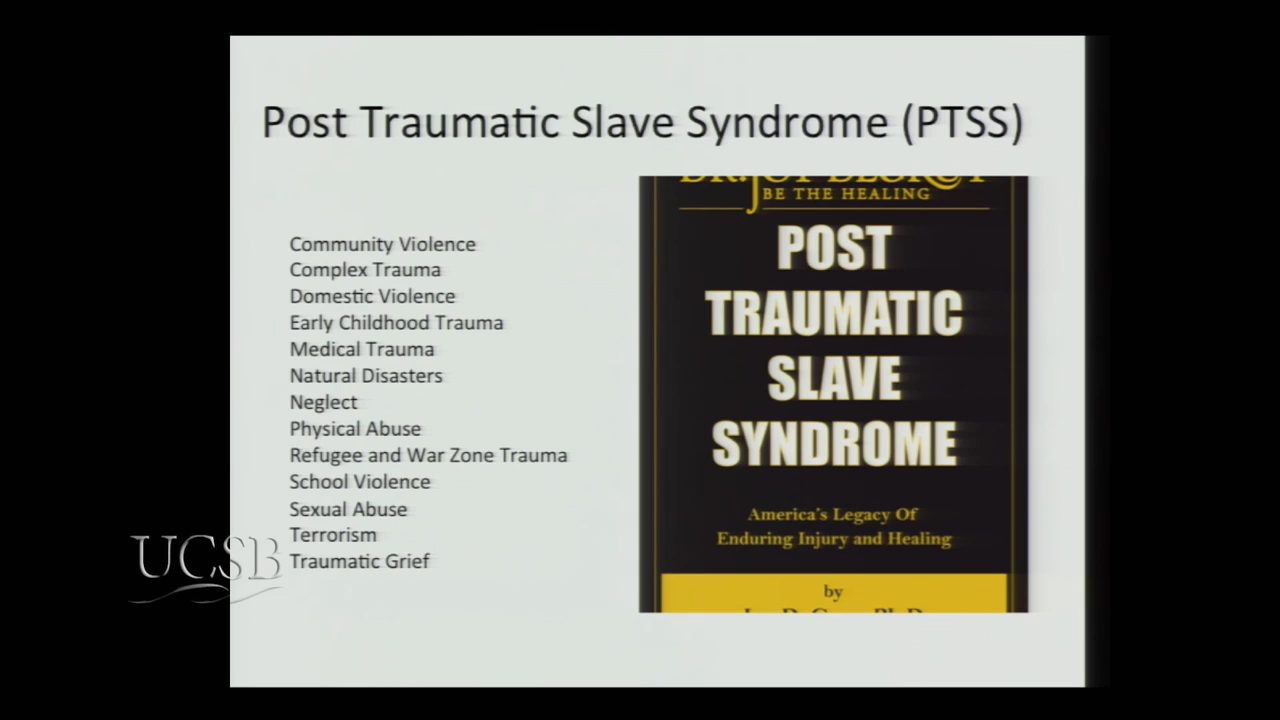 Post Traumatic Slave Syndrome (PTSS)
Community Violence
Complex Trauma
Domestic Violence
Early Childhood Trauma
Medical Trauma
Natural Disasters
Neglect
Physical Abuse
Refugee and War Zone Trauma
School Violence
Sexual Abuse
Terrorism
Traumatic Grief
BE THE HEALING
POST
TRAUMATIC
SLAVE
SYNDROME
America's Legacy Of
Enduring Injury and Healing
by
UCSB